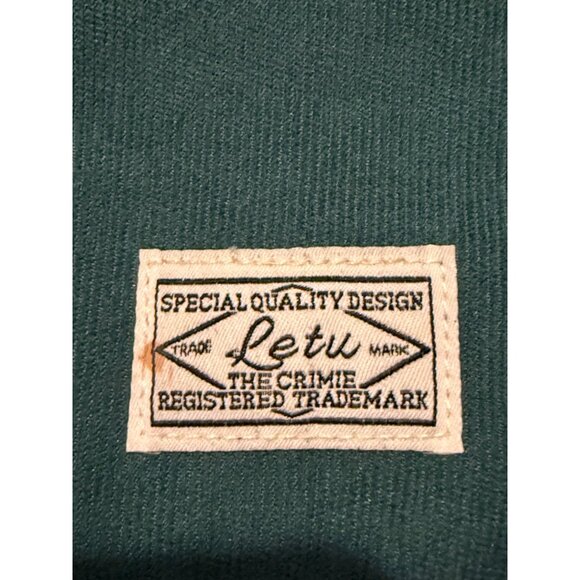 SPECIAL QUALITY DESIGN
TRADE Letu MARK
THE CRIMIE
REGISTERED TRADEMARK